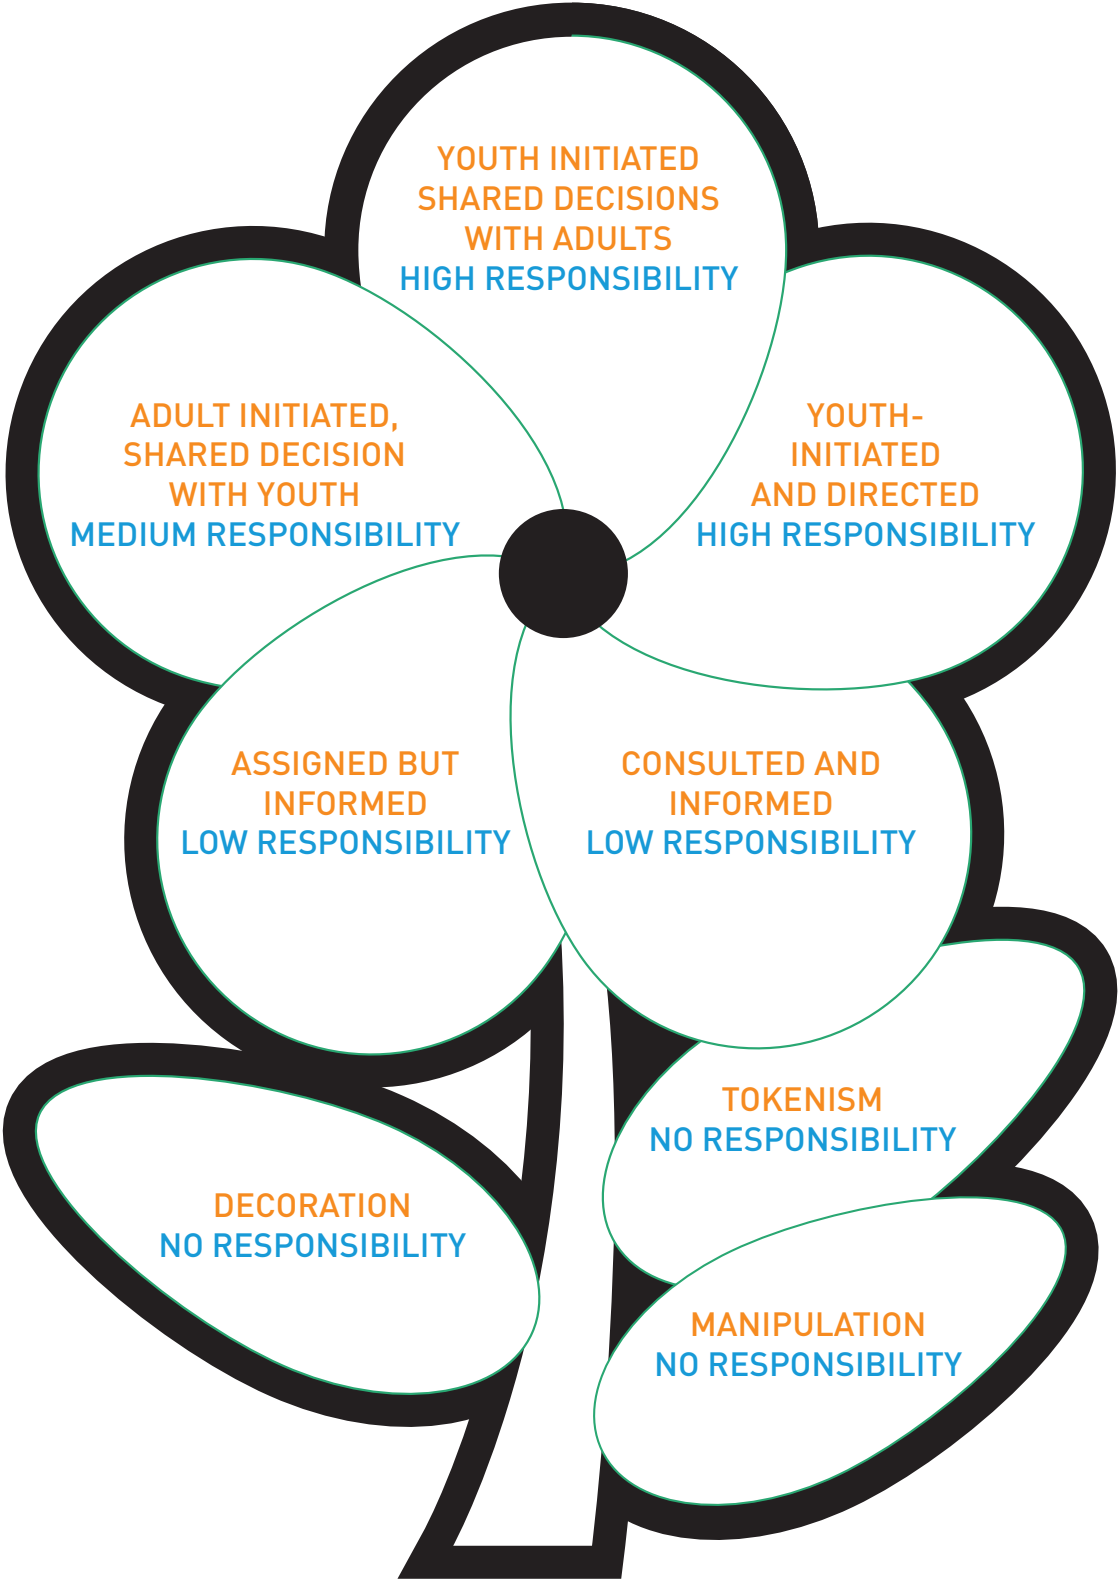 YOUTH INITIATED
SHARED DECISIONS
WITH ADULTS
HIGH RESPONSIBILITY
ADULT INITIATED,
SHARED DECISION
WITH YOUTH
MEDIUM RESPONSIBILITY
YOUTH-
INITIATED
AND DIRECTED
HIGH RESPONSIBILITY
ASSIGNED BUT
INFORMED
LOW RESPONSIBILITY
CONSULTED AND
INFORMED
LOW RESPONSIBILITY
TOKENISM
NO RESPONSIBILITY
DECORATION
NO RESPONSIBILITY
MANIPULATION
NO RESPONSIBILITY